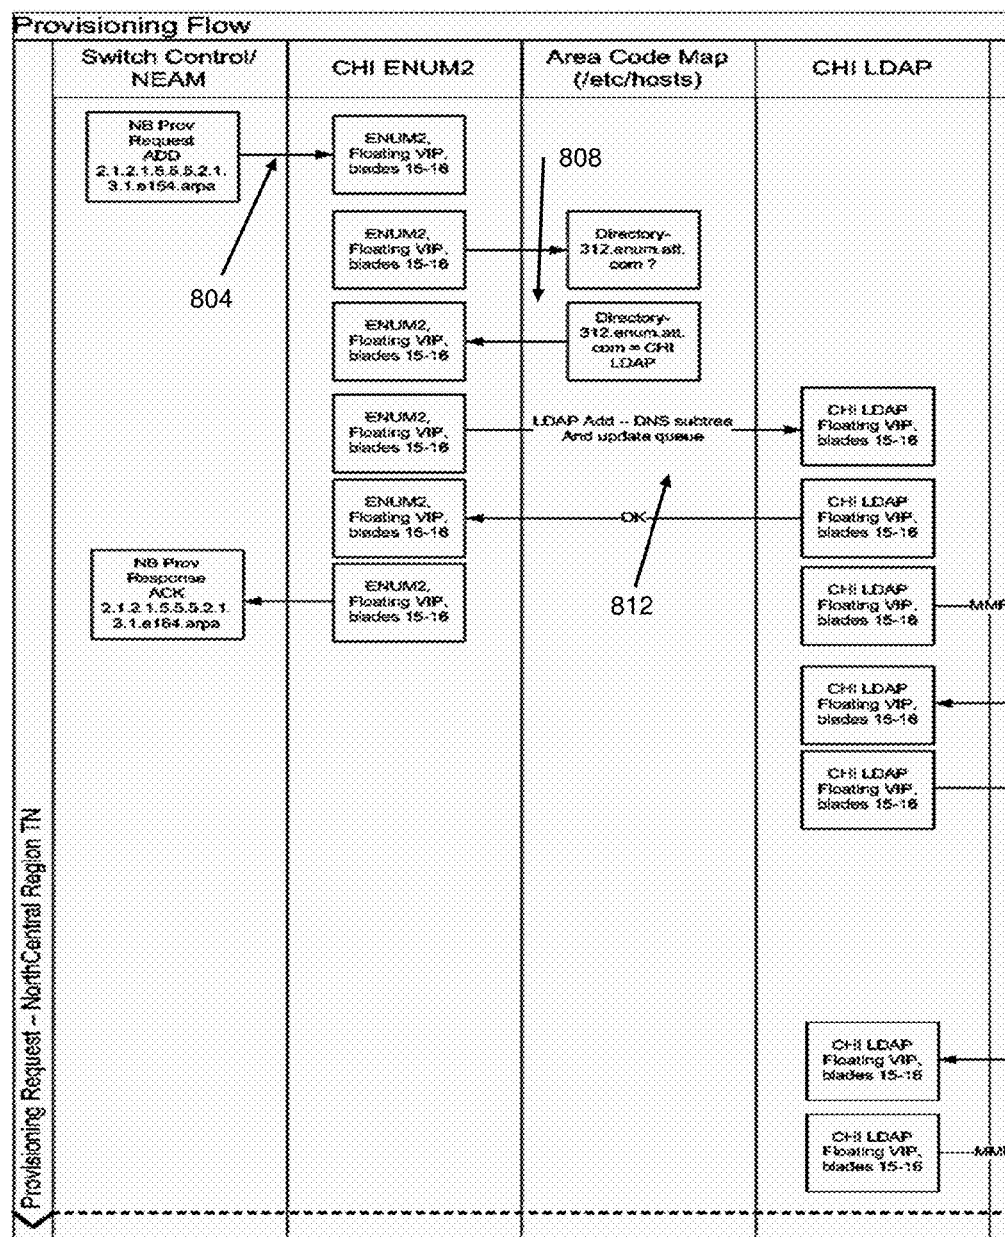 Provisioning Flow
Switch Control/
NEAM
CHI ENUM2
Area Code Map
(/etc/hosts)
CHI LDAP
NB Prov
Request
ADD
2.1.2.1.5.5.5.2.1.
3.1.e164.arpa
ENUM2,
Floating VIP,
blades 15-16
808
804
ENUM2,
Floating VIP,
blades 15-16
Directory-
312.enum.att.
com ?
ENUM2,
Floating VIP,
blades 15-16
Directory-
312.enum.att.
com = CHI
LDAP
ENUM2,
Floating VIP,
blades 15-16
LDAP Add -- DNS subtree
And update queue
CHI LDAP
Floating VIP,
blades 15-16
ENUM2,
Floating VIP,
blades 15-16
OK
CHI LDAP
Floating VIP,
blades 15-16
812
NB Prov
Response
ACK
2.1.2.1.5.5.5.2.1.
3.1.e164.arpa
ENUM2,
Floating VIP,
blades 15-16
CHI LDAP
Floating VIP,
blades 15-16
CHI LDAP
Floating VIP,
blades 15-16
CHI LDAP
Floating VIP,
blades 15-16
CHI LDAP
Floating VIP,
blades 15-16
CHI LDAP
Floating VIP,
blades 15-16
Provisioning Request -- NorthCentral Region TN